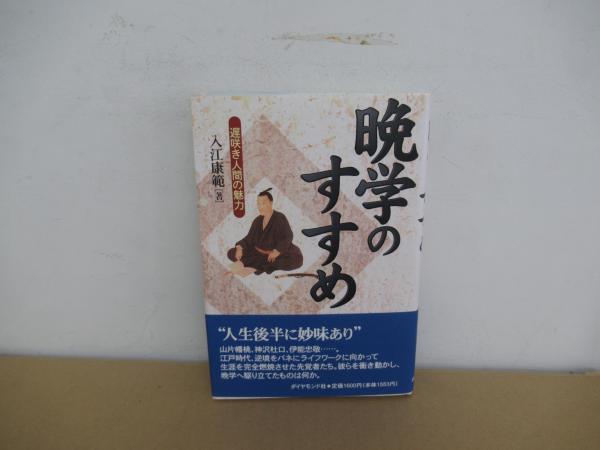 晩学の
すすめ
遅咲き人間の魅力
入江康範[著]
“人生後半に妙味あり”
山片蟠桃、神沢杜口、伊能忠敬……。
江戸時代、逆境をバネにライフワークに向かって
生涯を完全燃焼させた先覚者たち。彼らを衝き動かし、
晩学へ駆り立てたものは何か。
ダイヤモンド社●定価1600円(本体1553円)